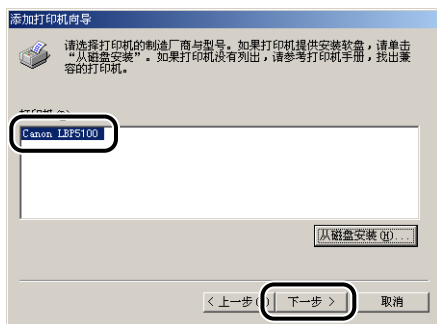 添加打印机向导
请选择打印机的制造厂商与型号。如果打印机提供安装软盘，请单击
“从磁盘安装”。如果打印机没有列出，请参考打印机手册，找出兼
容的打印机。
Canon LBP5100
从磁盘安装(H)...
< 上一步
下一步 >
取消